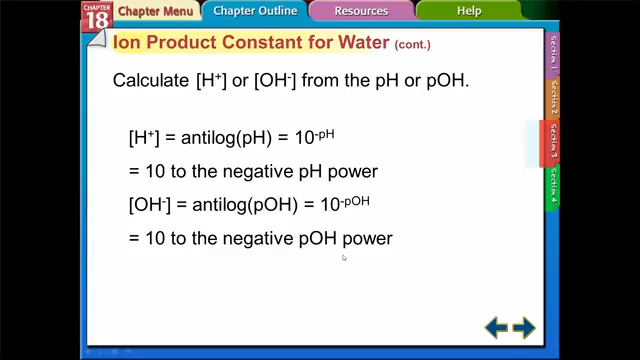 CHAPTER
18
Chapter Menu
Chapter Outline
Resources
Help
Ion Product Constant for Water (cont.)
Calculate [H⁺] or [OH⁻] from the pH or pOH.
[H⁺] = antilog(pH) = 10⁻ᵖᴴ
= 10 to the negative pH power
[OH⁻] = antilog(pOH) = 10⁻ᵖᴼᴴ
= 10 to the negative pOH power
Section 1
Section 2
Section 3
Section 4